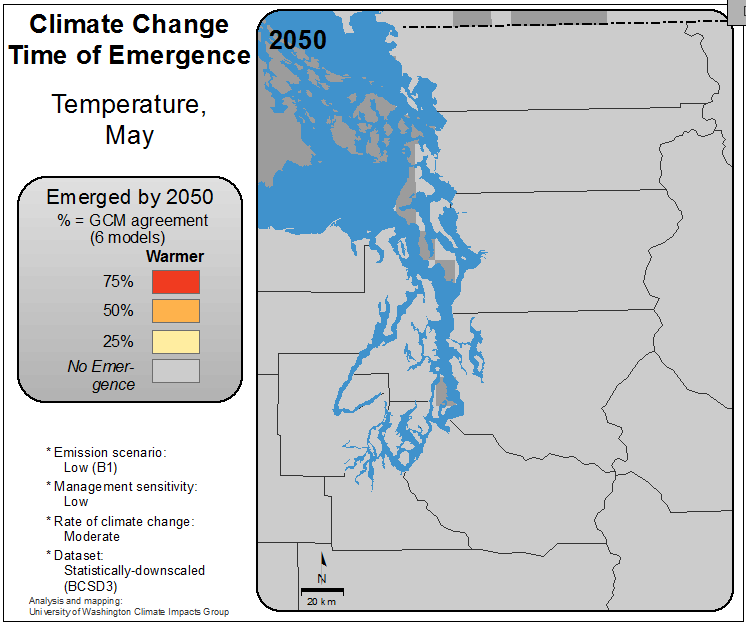 Climate Change
Time of Emergence
Temperature,
May
Emerged by 2050
% = GCM agreement
(6 models)
Warmer
75%
50%
25%
No Emer-
gence
* Emission scenario:
Low (B1)
* Management sensitivity:
Low
* Rate of climate change:
Moderate
* Dataset:
Statistically-downscaled
(BCSD3)
Analysis and mapping:
University of Washington Climate Impacts Group
2050
N
20 km